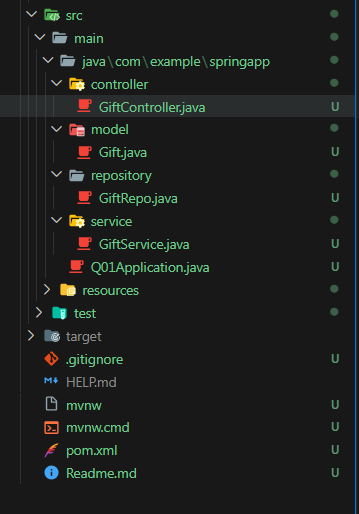 src
main
java\com\example\springapp
controller
GiftController.java U
model
Gift.java U
repository
GiftRepo.java U
service
GiftService.java U
Q01Application.java U
resources
test
target
.gitignore U
HELP.md
mvnw U
mvnw.cmd U
pom.xml U
Readme.md U